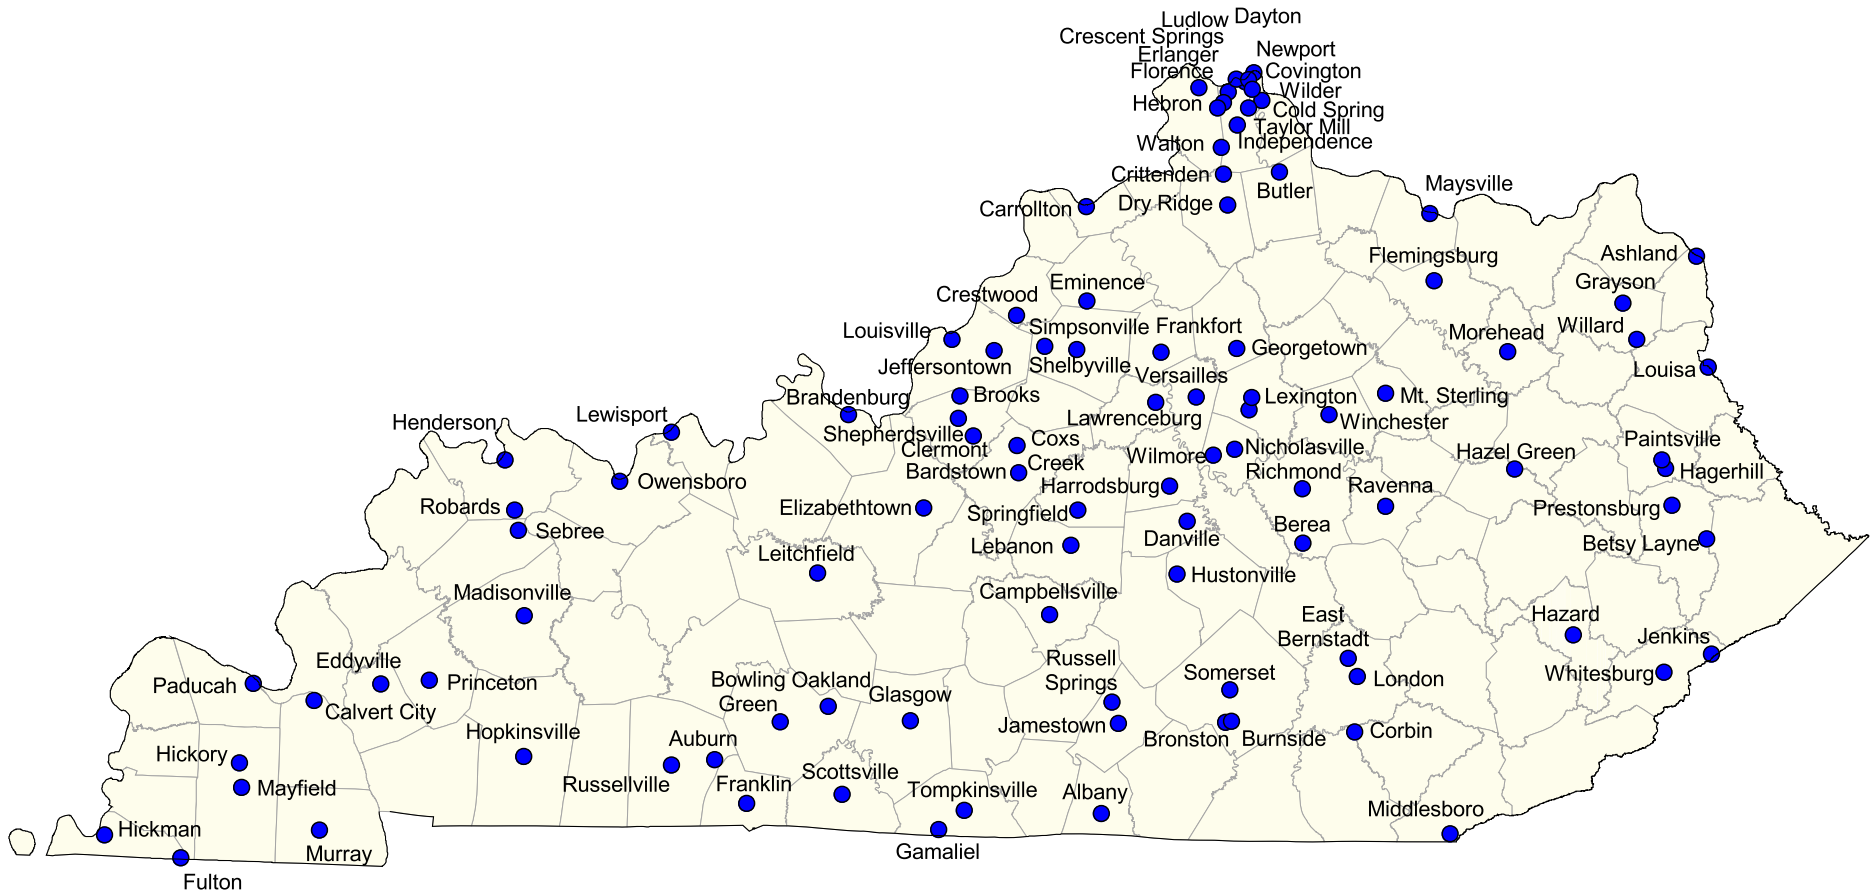 Ludlow
Dayton
Crescent Springs
Newport
Erlanger
Florence
Covington
Wilder
Hebron
Cold Spring
Taylor Mill
Walton
Independence
Crittenden
Butler
Maysville
Carrollton
Dry Ridge
Ashland
Flemingsburg
Grayson
Eminence
Crestwood
Louisville
Simpsonville
Frankfort
Willard
Morehead
Georgetown
Jeffersontown
Shelbyville
Louisa
Versailles
Brandenburg
Brooks
Lexington
Mt. Sterling
Henderson
Lewisport
Lawrenceburg
Winchester
Shepherdsville
Coxs
Creek
Clermont
Nicholasville
Paintsville
Wilmore
Hazel Green
Bardstown
Richmond
Hagerhill
Owensboro
Harrodsburg
Ravenna
Robards
Elizabethtown
Springfield
Prestonsburg
Sebree
Berea
Danville
Lebanon
Betsy Layne
Leitchfield
Hustonville
Madisonville
Campbellsville
East
Bernstadt
Hazard
Jenkins
Eddyville
Russell
Springs
Somerset
Whitesburg
Paducah
Princeton
Bowling
Green
Oakland
Glasgow
London
Calvert City
Jamestown
Hopkinsville
Auburn
Bronston
Burnside
Corbin
Hickory
Russellville
Franklin
Scottsville
Mayfield
Tompkinsville
Albany
Middlesboro
Hickman
Murray
Gamaliel
Fulton